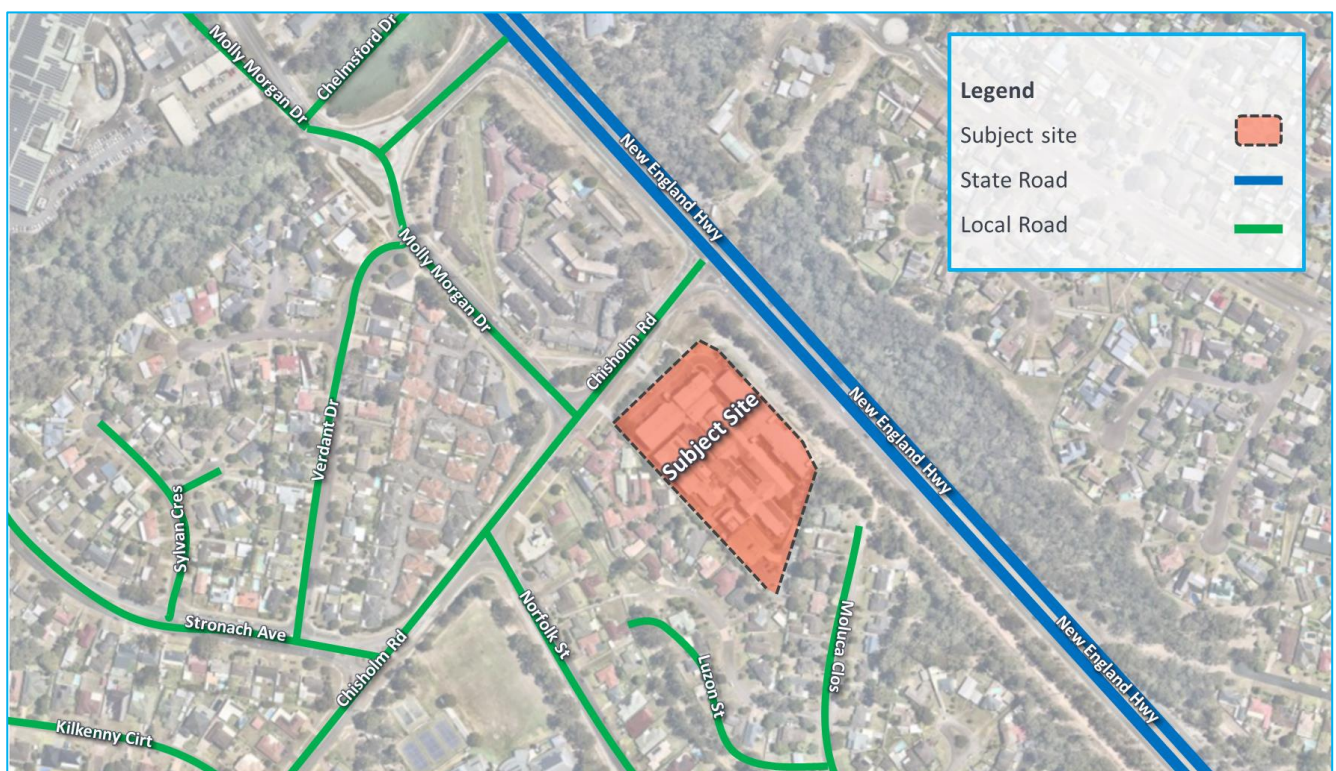 Molly Morgan Dr
Chelmsford Dr
Legend
Subject site
State Road
Local Road
New England Hwy
Molly Morgan Dr
Chisholm Rd
Subject Site
New England Hwy
Verdant Dr
Sylvan Cres
Stronach Ave
Chisholm Rd
Norfolk St
Luzon St
Moluca Clos
New England Hwy
Kilkenny Cirt